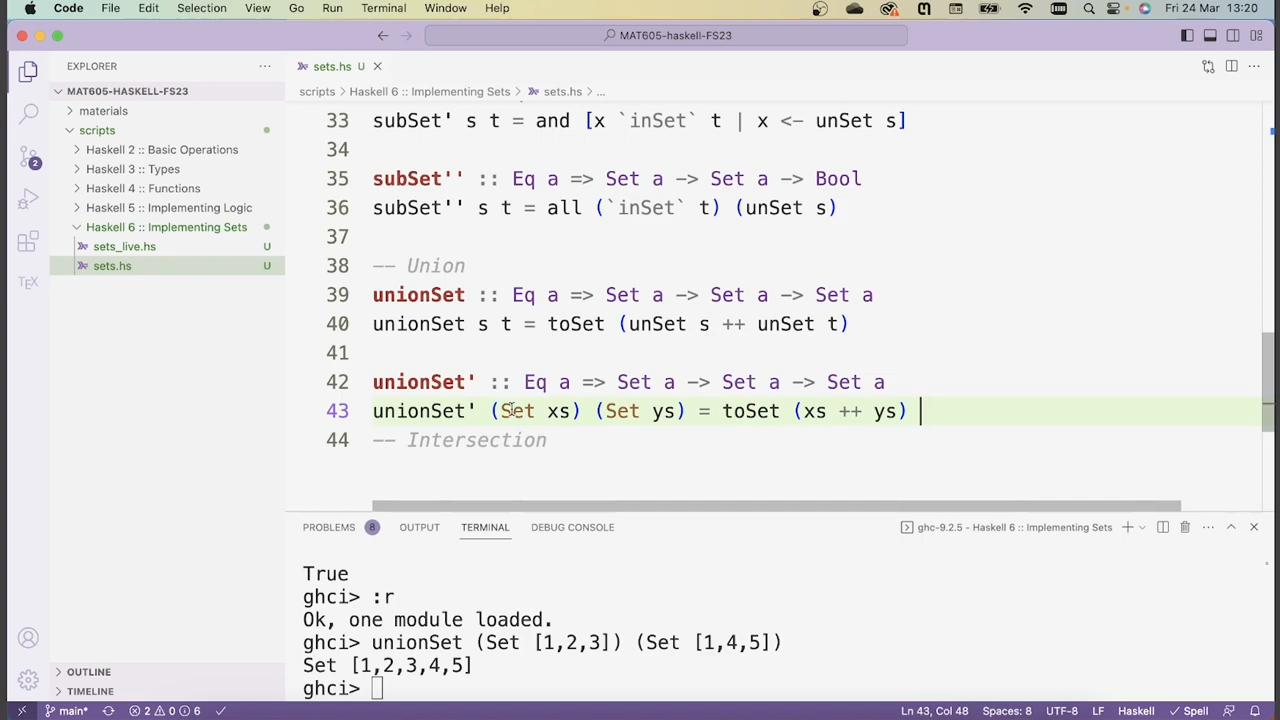 Code File Edit Selection View Go Run Terminal Window Help Fri 24 Mar 13:20
MAT605-haskell-FS23
EXPLORER
sets.hs U
MAT605-HASKELL-FS23
scripts > Haskell 6 :: Implementing Sets > sets.hs > ...
materials
scripts
Haskell 2 :: Basic Operations
Haskell 3 :: Types
Haskell 4 :: Functions
Haskell 5 :: Implementing Logic
Haskell 6 :: Implementing Sets
sets_live.hs U
sets.hs U
2
TEX
33 subSet' s t = and [x `inSet` t | x <- unSet s]
34
35 subSet'' :: Eq a => Set a -> Set a -> Bool
36 subSet'' s t = all (`inSet` t) (unSet s)
37
38 -- Union
39 unionSet :: Eq a => Set a -> Set a -> Set a
40 unionSet s t = toSet (unSet s ++ unSet t)
41
42 unionSet' :: Eq a => Set a -> Set a -> Set a
43 unionSet' (Set xs) (Set ys) = toSet (xs ++ ys)
44 -- Intersection
PROBLEMS 8 OUTPUT TERMINAL DEBUG CONSOLE ghc-9.2.5 - Haskell 6 :: Implementing Sets
True
ghci> :r
Ok, one module loaded.
ghci> unionSet (Set [1,2,3]) (Set [1,4,5])
Set [1,2,3,4,5]
ghci>
OUTLINE
TIMELINE
main* 2 0 6 Ln 43, Col 48 Spaces: 8 UTF-8 LF Haskell Spell